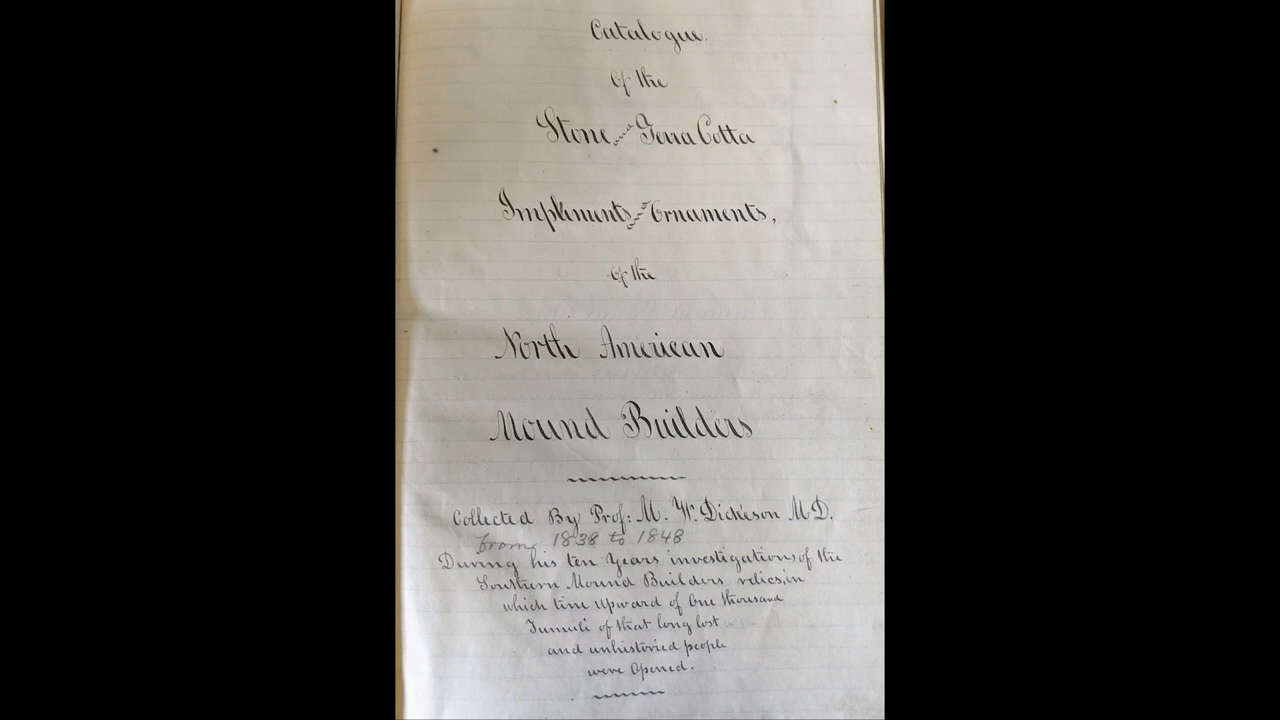 Catalogue.
Of the
Stone and Terra Cotta
Implements and Ornaments,
of the
North American
Mound Builders
Collected By Prof: M. W. Dickeson M.D.
from 1838 to 1848
During his ten Years investigations, of the
Southern Mound Builders relics, in
which time upward of One thousand
Tumuli of that long lost
and unhistoried people
were Opened.